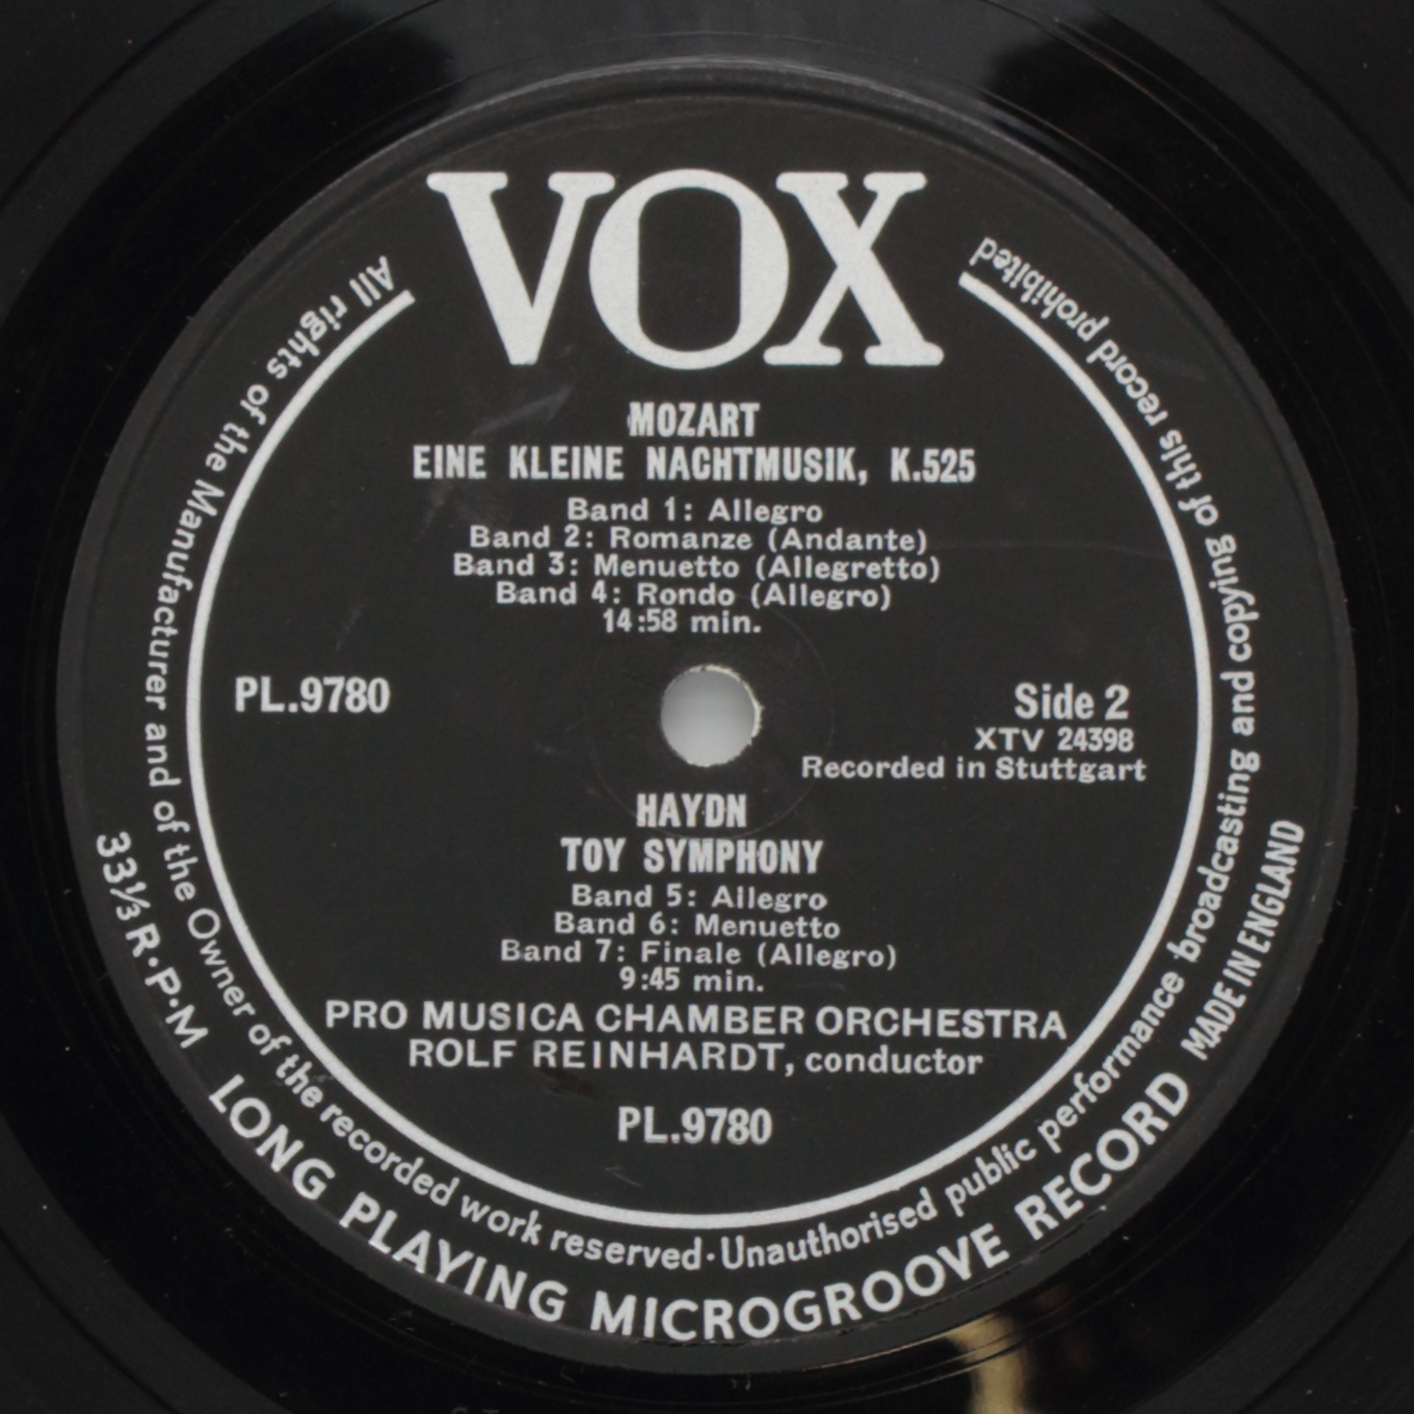 VOX
MOZART
EINE KLEINE NACHTMUSIK, K.525
Band 1: Allegro
Band 2: Romanze (Andante)
Band 3: Menuetto (Allegretto)
Band 4: Rondo (Allegro)
14:58 min.
PL.9780
Side 2
XTV 24398
Recorded in Stuttgart
HAYDN
TOY SYMPHONY
Band 5: Allegro
Band 6: Menuetto
Band 7: Finale (Allegro)
9:45 min.
PRO MUSICA CHAMBER ORCHESTRA
ROLF REINHARDT, conductor
PL.9780
All rights of the Manufacturer and of the Owner of the recorded work reserved·Unauthorised public performance broadcasting and copying of this record prohibited
33⅓ R·P·M LONG PLAYING MICROGROOVE RECORD MADE IN ENGLAND